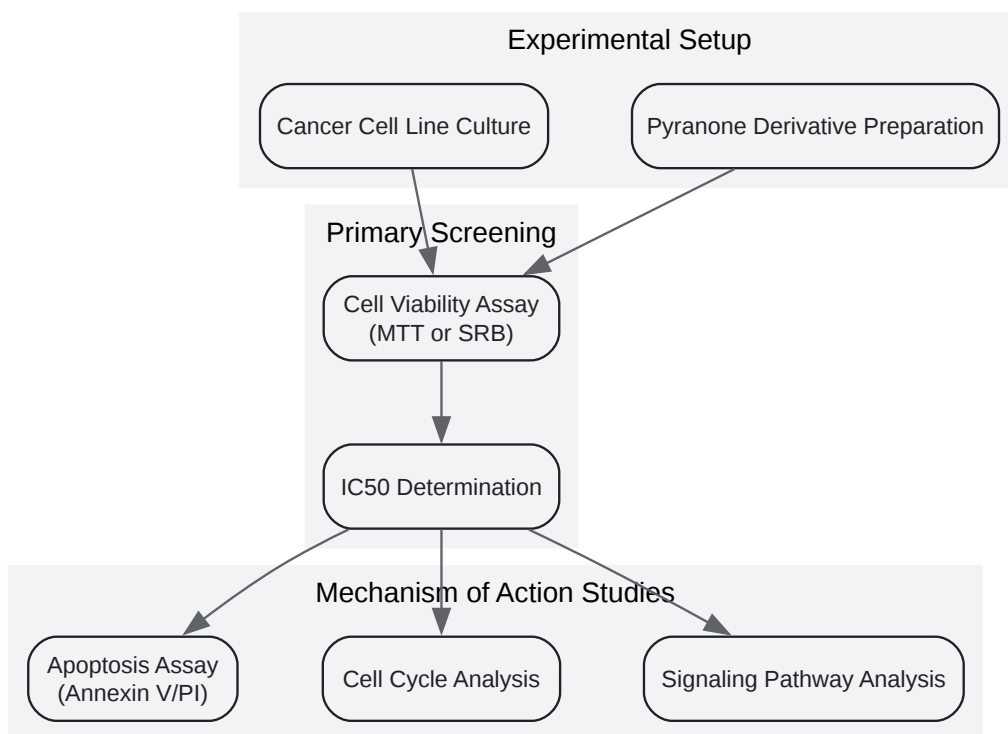 Experimental Setup
Cancer Cell Line Culture
Pyranone Derivative Preparation
Primary Screening
Cell Viability Assay
(MTT or SRB)
IC50 Determination
Mechanism of Action Studies
Apoptosis Assay
(Annexin V/PI)
Cell Cycle Analysis
Signaling Pathway Analysis